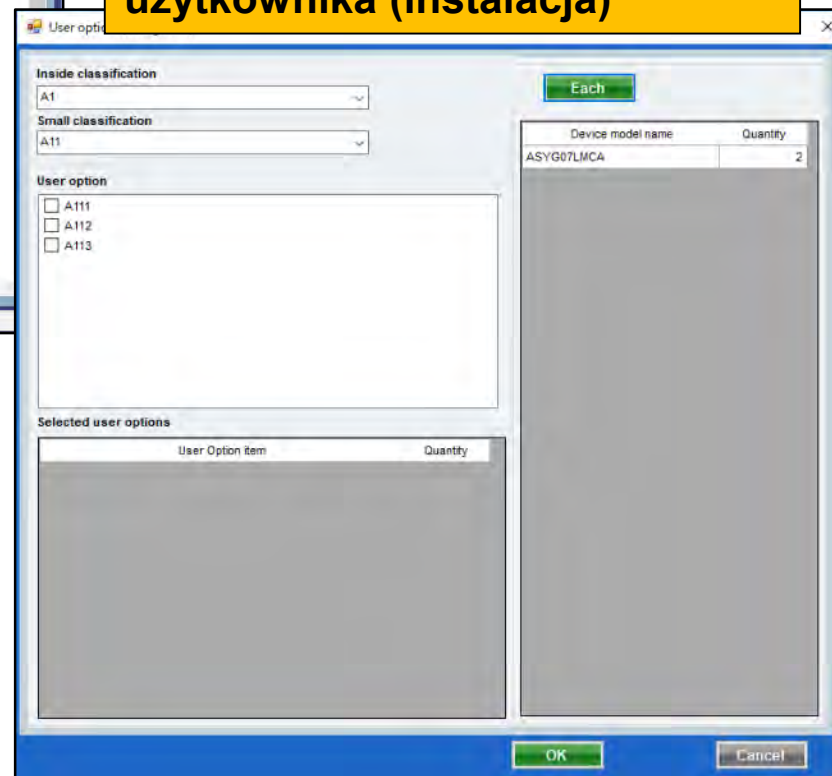 użytkownika (instalacja)
User
Inside classification
A1
Small classification
A11
User option
A111
A112
A113
Selected user options
User Option item Quantity
Each
Device model name Quantity
ASYG07LMCA 2
OK Cancel